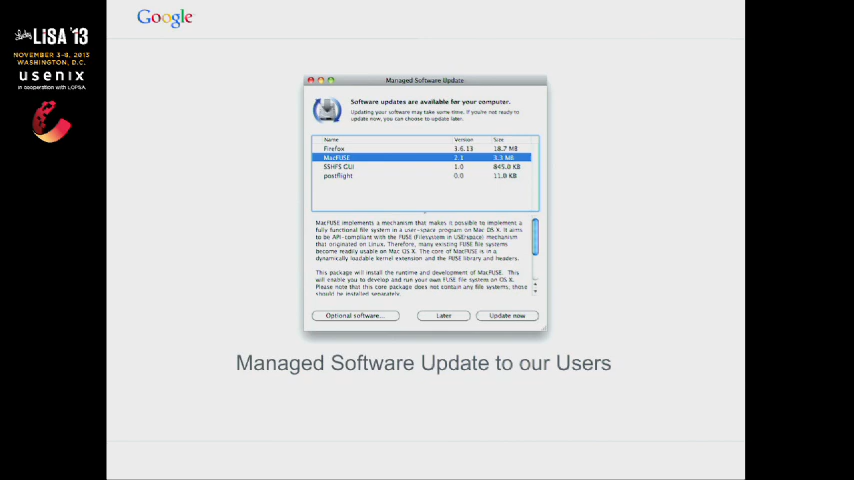 Lucky LISA '13
NOVEMBER 3-8, 2013
WASHINGTON, D.C.
usenix
in cooperation with LOPSA
Google
Managed Software Update
Software updates are available for your computer.
Updating your software may take some time. If you're not ready to
update now, you can choose to update later.
Name Version Size
Firefox 3.6.13 18.7 MB
MacFUSE 2.1 3.3 MB
SSHFS GUI 1.0 845.0 KB
postflight 0.0 11.0 KB
MacFUSE implements a mechanism that makes it possible to implement a
fully functional file system in a user-space program on Mac OS X. It aims
to be API-compliant with the FUSE (Filesystem in USErspace) mechanism
that originated on Linux. Therefore, many existing FUSE file systems
become readily usable on Mac OS X. The core of MacFUSE is in a
dynamically loadable kernel extension and the FUSE library and headers.
This package will install the runtime and development of MacFUSE. This
will enable you to develop and run your own FUSE file system on OS X.
Please note that this core package does not contain any file systems, those
should be installed separately.
Optional software... Later Update now
Managed Software Update to our Users